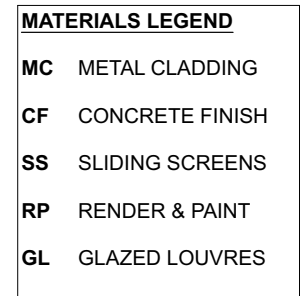 MATERIALS LEGEND
MC METAL CLADDING
CF CONCRETE FINISH
SS SLIDING SCREENS
RP RENDER & PAINT
GL GLAZED LOUVRES